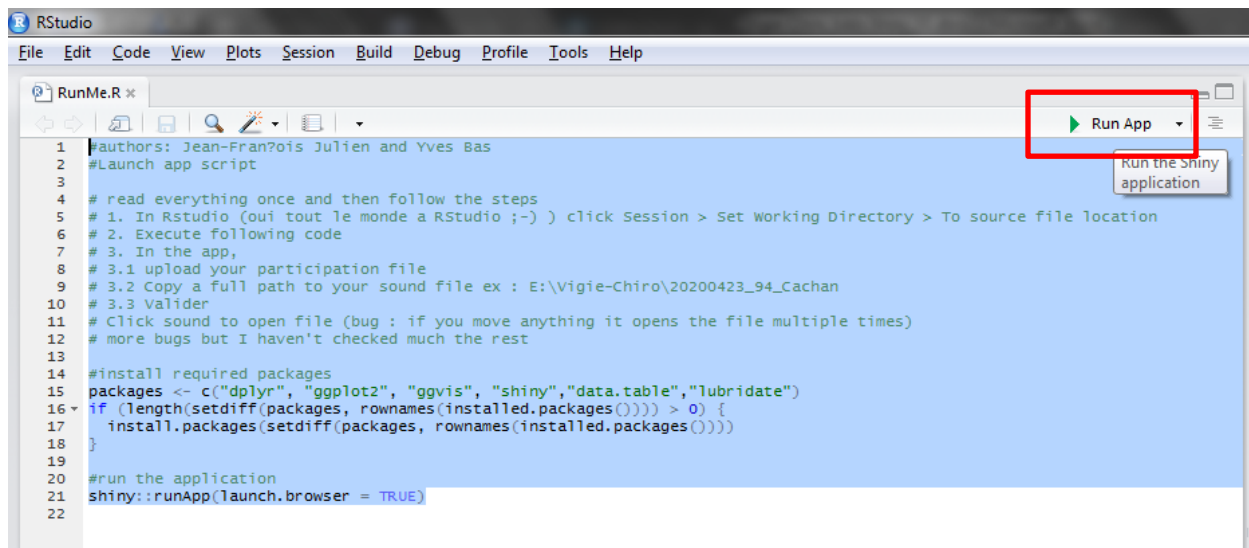 RStudio
File Edit Code View Plots Session Build Debug Profile Tools Help
RunMe.R
Run App
Run the Shiny
application
1 #authors: Jean-Fran?ois Julien and Yves Bas
2 #Launch app script
3
4 # read everything once and then follow the steps
5 # 1. In Rstudio (oui tout le monde a RStudio ;-) ) click Session > Set Working Directory > To source file location
6 # 2. Execute following code
7 # 3. In the app,
8 # 3.1 upload your participation file
9 # 3.2 Copy a full path to your sound file ex : E:\Vigie-Chiro\20200423_94_Cachan
10 # 3.3 Valider
11 # Click sound to open file (bug : if you move anything it opens the file multiple times)
12 # more bugs but I haven't checked much the rest
13
14 #install required packages
15 packages <- c("dplyr", "ggplot2", "ggvis", "shiny","data.table","lubridate")
16 if (length(setdiff(packages, rownames(installed.packages()))) > 0) {
17 install.packages(setdiff(packages, rownames(installed.packages())))
18 }
19
20 #run the application
21 shiny::runApp(launch.browser = TRUE)
22